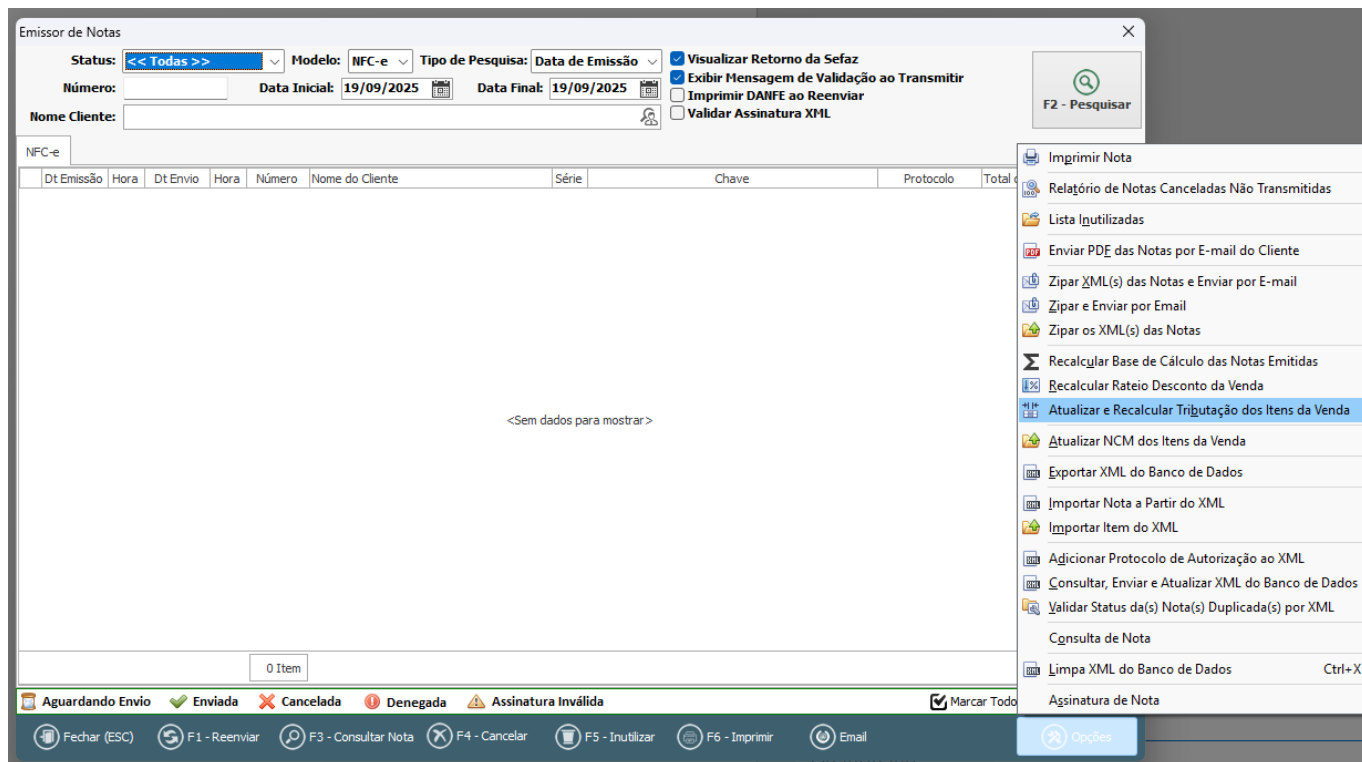 Emissor de Notas
Status: << Todas >> Modelo: NFC-e Tipo de Pesquisa: Data de Emissão
Visualizar Retorno da Sefaz
Exibir Mensagem de Validação ao Transmitir
Número: Data Inicial: 19/09/2025 Data Final: 19/09/2025
Imprimir DANFE ao Reenviar
Nome Cliente:
Validar Assinatura XML
F2 - Pesquisar
NFC-e
Dt Emissão Hora Dt Envio Hora Número Nome do Cliente Série Chave Protocolo Total
<Sem dados para mostrar>
0 Item
Aguardando Envio Enviada Cancelada Denegada Assinatura Inválida Marcar Todo
Fechar (ESC) F1 - Reenviar F3 - Consultar Nota F4 - Cancelar F5 - Inutilizar F6 - Imprimir Email Opções
Imprimir Nota
Relatório de Notas Canceladas Não Transmitidas
Lista Inutilizadas
Enviar PDF das Notas por E-mail do Cliente
Zipar XML(s) das Notas e Enviar por E-mail
Zipar e Enviar por Email
Zipar os XML(s) das Notas
Recalcular Base de Cálculo das Notas Emitidas
Recalcular Rateio Desconto da Venda
Atualizar e Recalcular Tributação dos Itens da Venda
Atualizar NCM dos Itens da Venda
Exportar XML do Banco de Dados
Importar Nota a Partir do XML
Importar Item do XML
Adicionar Protocolo de Autorização ao XML
Consultar, Enviar e Atualizar XML do Banco de Dados
Validar Status da(s) Nota(s) Duplicada(s) por XML
Consulta de Nota
Limpa XML do Banco de Dados Ctrl+X
Assinatura de Nota